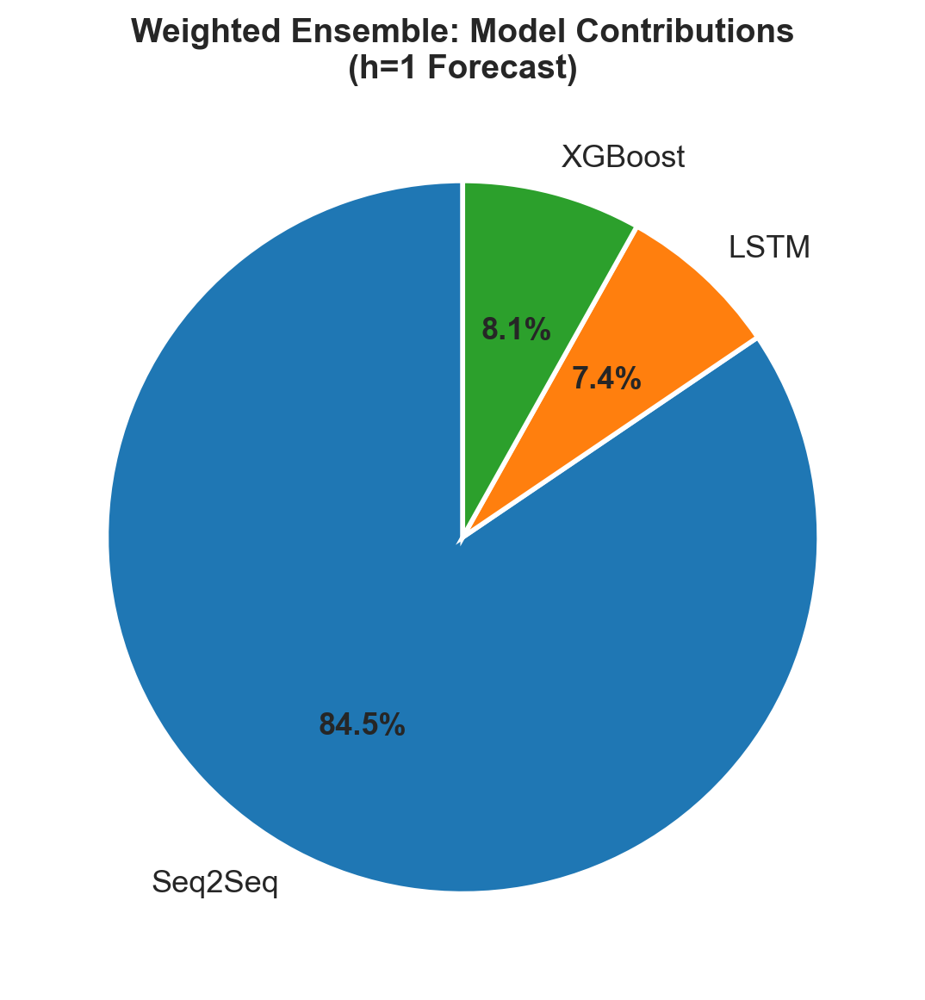 Weighted Ensemble: Model Contributions
(h=1 Forecast)
XGBoost
LSTM
8.1%
7.4%
84.5%
Seq2Seq